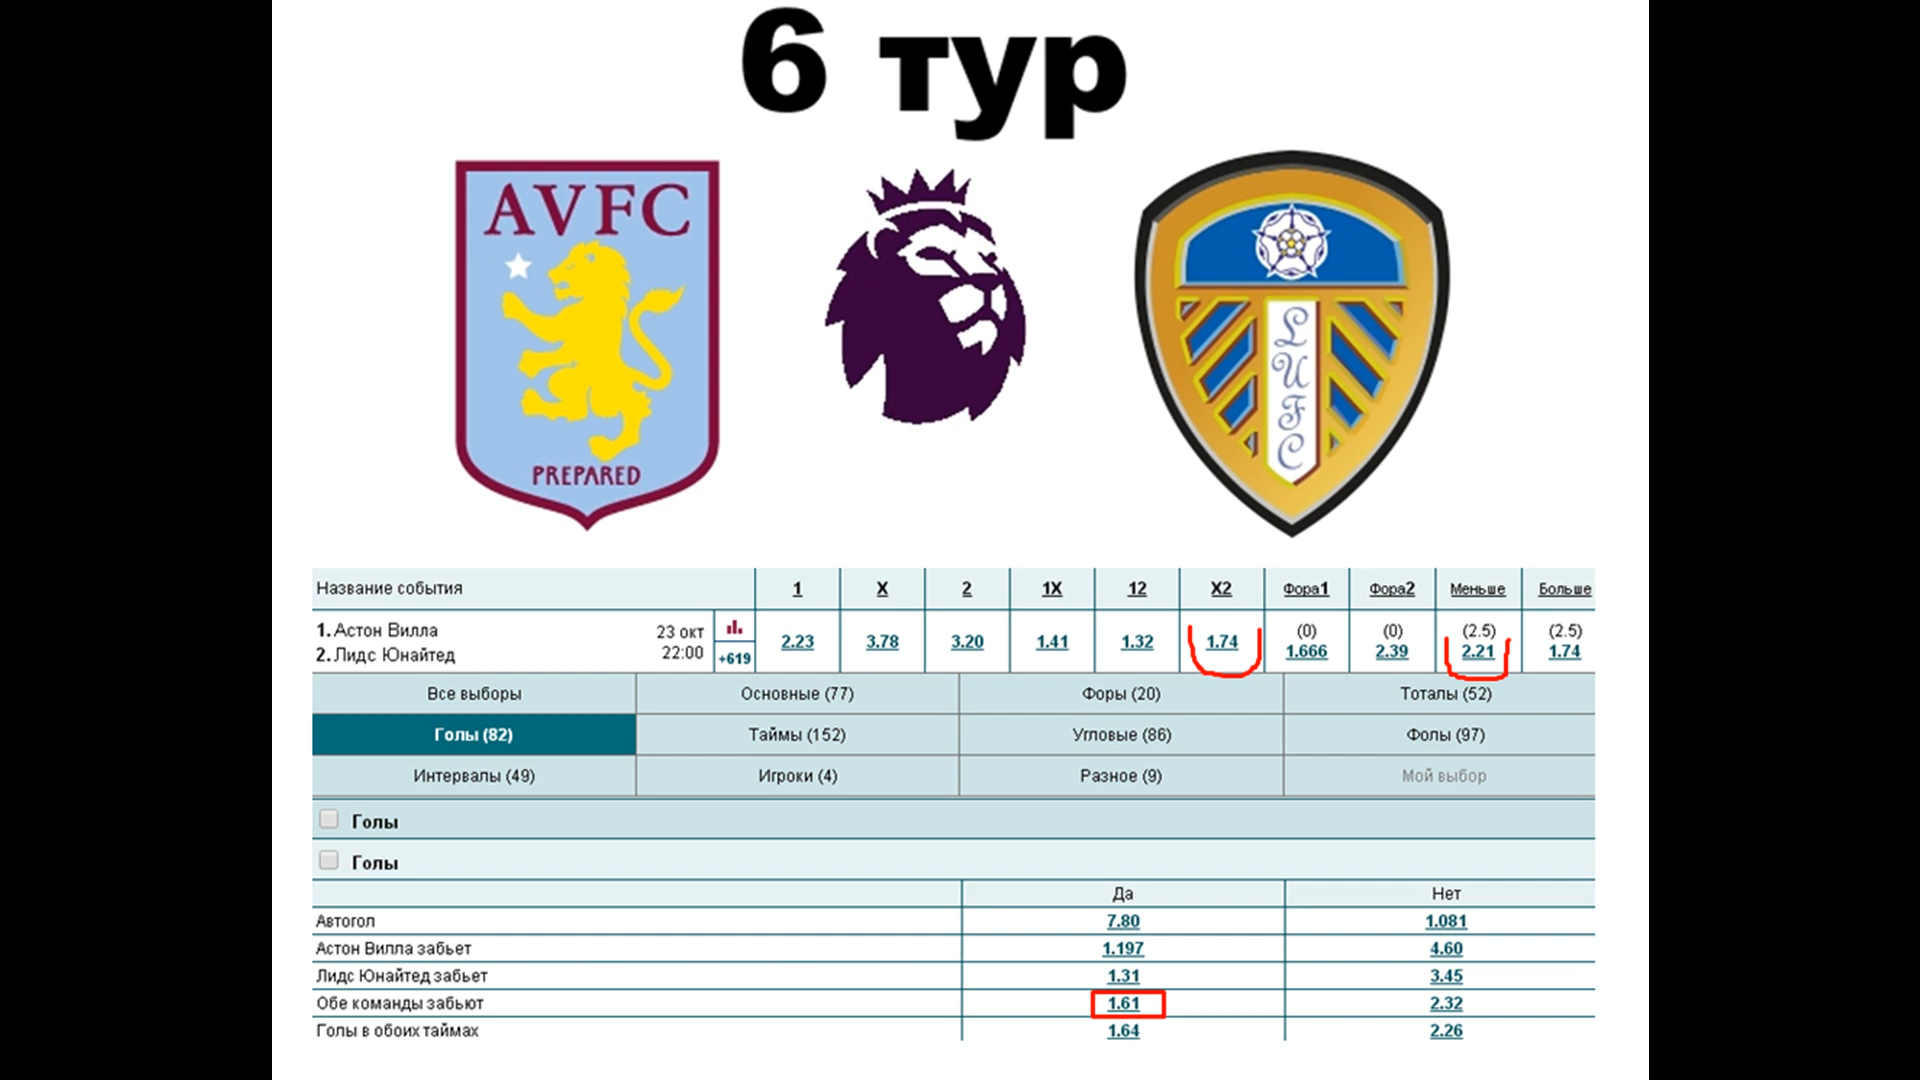 6 тур
AVFC
PREPARED
LUFC
Название события 1 X 2 1X 12 X2 Фора1 Фора2 Меньше Больше
1. Астон Вилла 23 окт (0) (0) (2.5) (2.5)
2. Лидс Юнайтед 22:00 +619 2.23 3.78 3.20 1.41 1.32 1.74 1.666 2.39 2.21 1.74
Все выборы Основные (77) Форы (20) Тоталы (52)
Голы (82) Таймы (152) Угловые (86) Фолы (97)
Интервалы (49) Игроки (4) Разное (9) Мой выбор
Голы
Голы
Да Нет
Автогол 7.80 1.081
Астон Вилла забьет 1.197 4.60
Лидс Юнайтед забьет 1.31 3.45
Обе команды забьют 1.61 2.32
Голы в обоих таймах 1.64 2.26